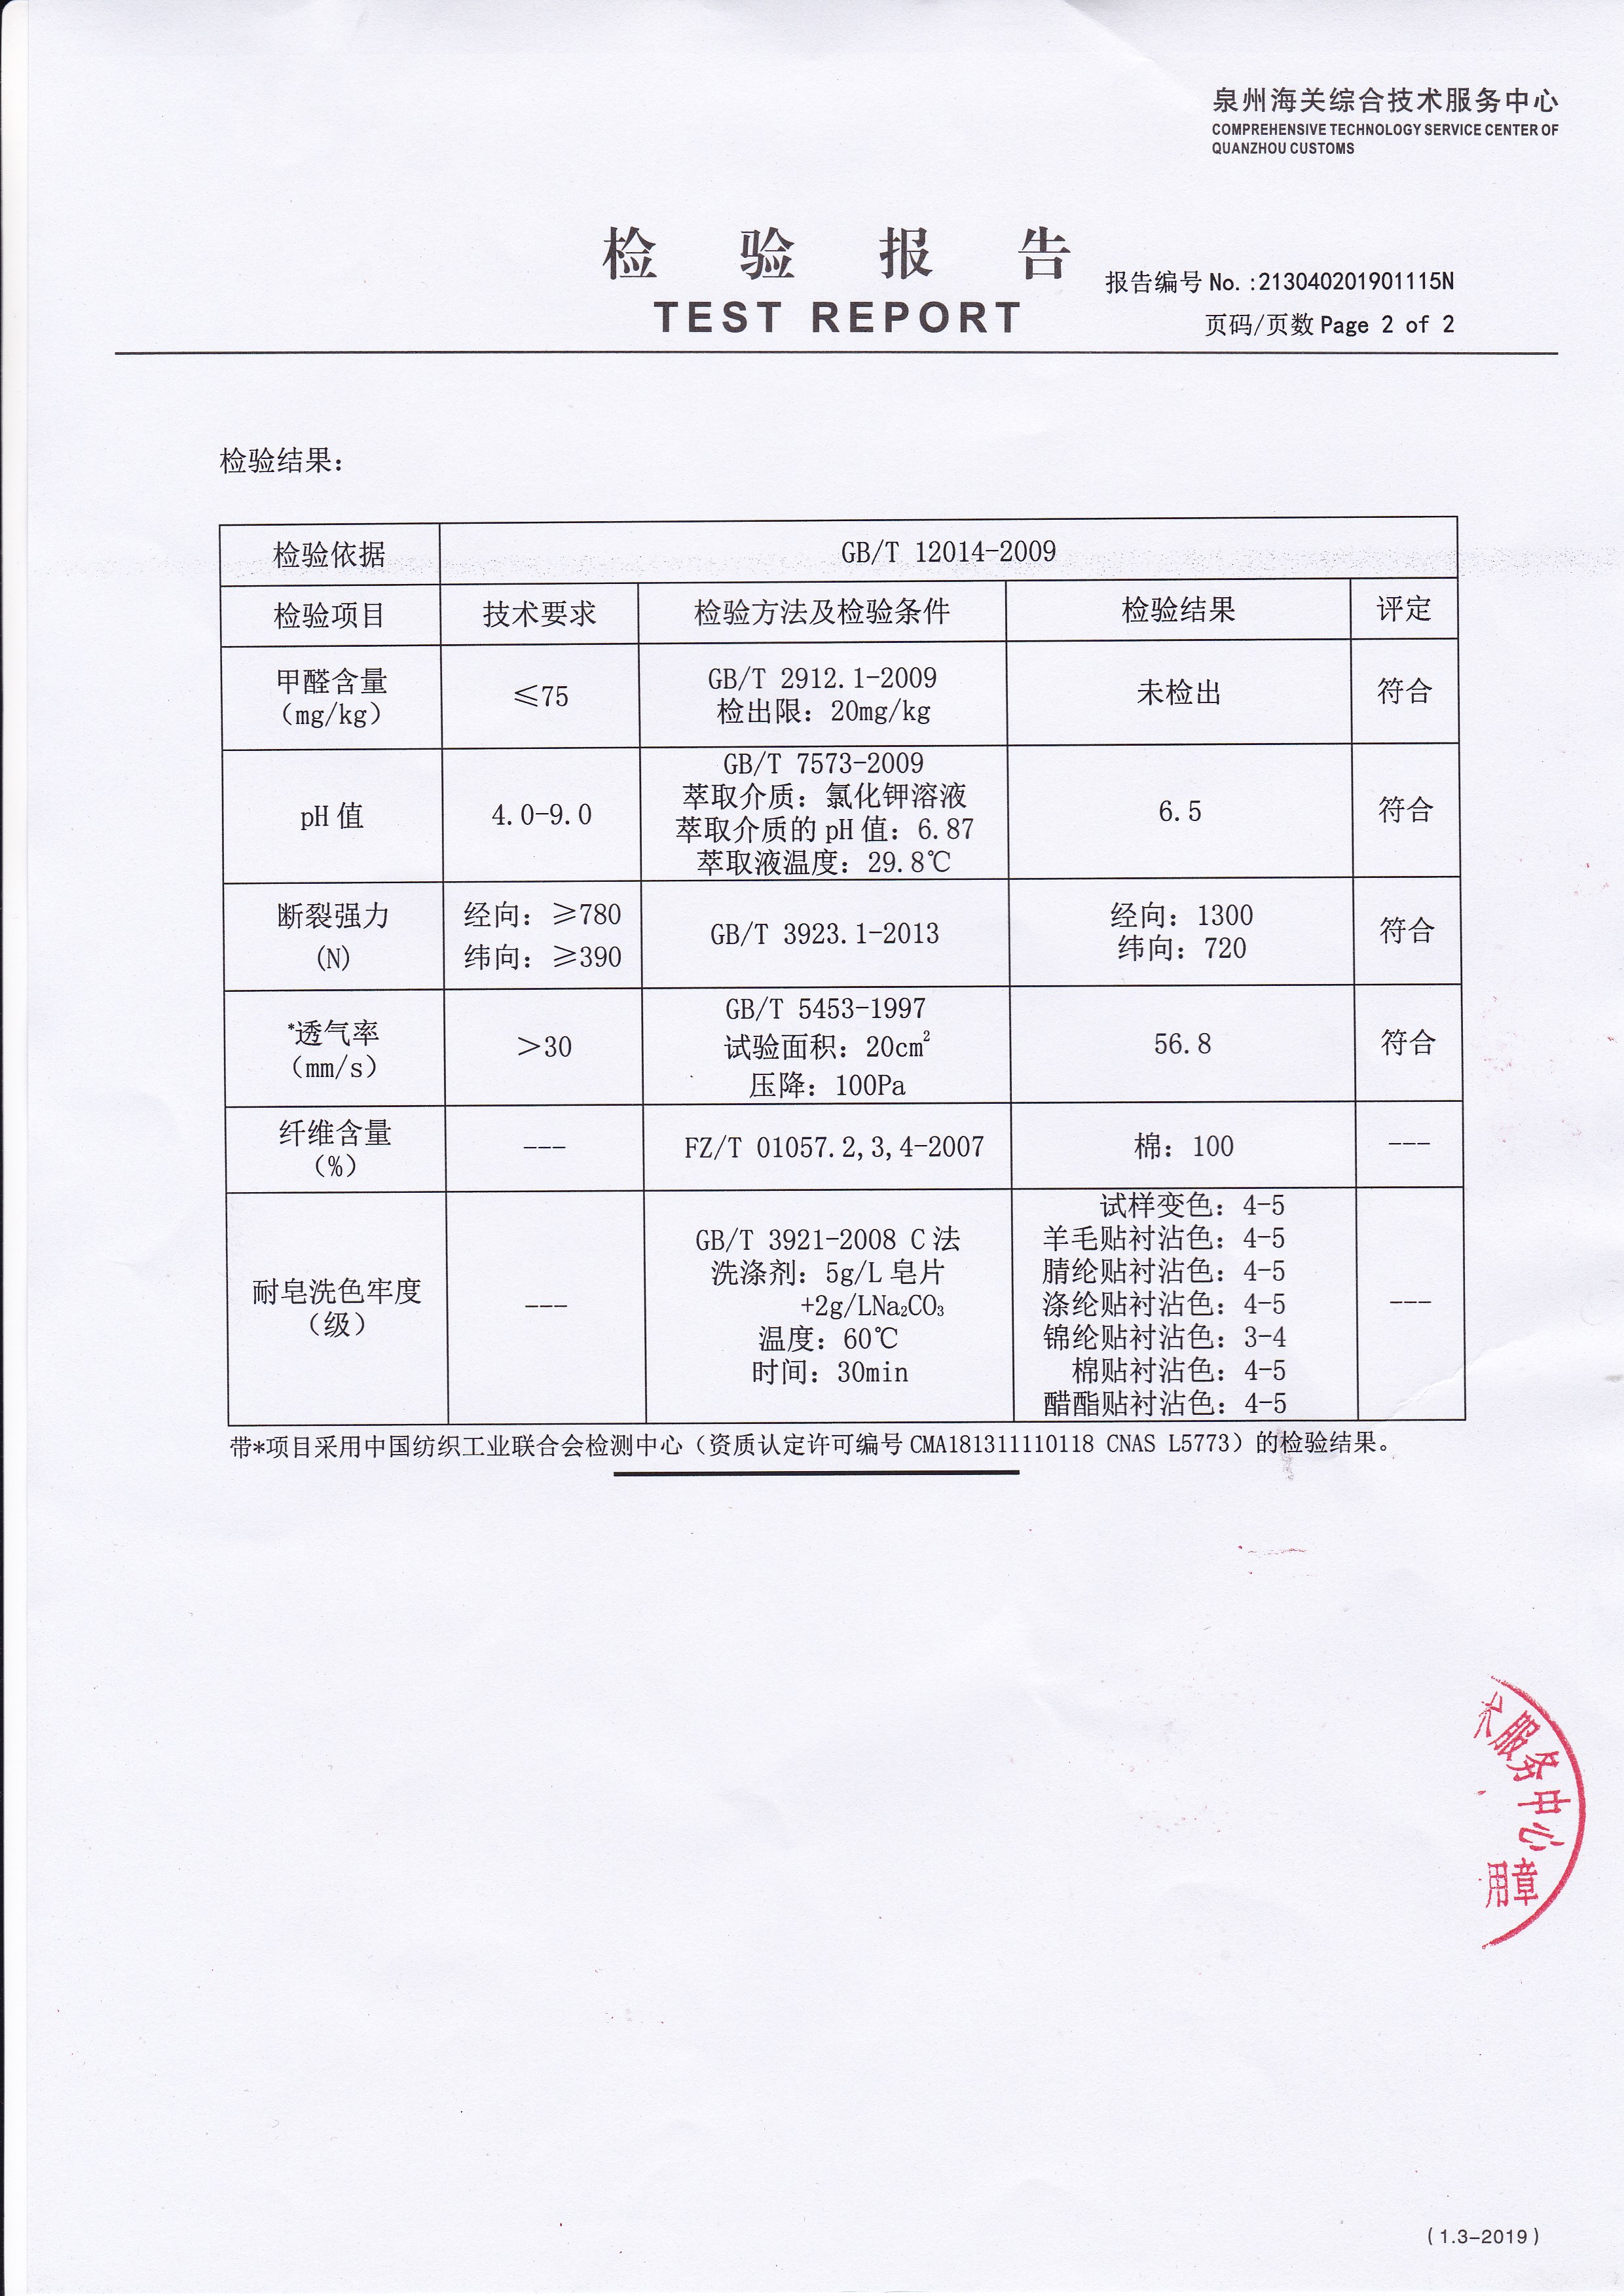 泉州海关综合技术服务中心
COMPREHENSIVE TECHNOLOGY SERVICE CENTER OF
QUANZHOU CUSTOMS
检 验 报 告
TEST REPORT
报告编号 No. :213040201901115N
页码/页数 Page 2 of 2
检验结果：
检验依据 GB/T 12014-2009
检验项目 技术要求 检验方法及检验条件 检验结果 评定
甲醛含量
（mg/kg）
≤75
GB/T 2912.1-2009
检出限：20mg/kg
未检出
符合
pH 值
4.0-9.0
GB/T 7573-2009
萃取介质：氯化钾溶液
萃取介质的 pH 值：6.87
萃取液温度：29.8℃
6.5
符合
断裂强力
(N)
经向：≥780
纬向：≥390
GB/T 3923.1-2013
经向：1300
纬向：720
符合
*透气率
（mm/s）
＞30
GB/T 5453-1997
试验面积：20cm²
压降：100Pa
56.8
符合
纤维含量
（%）
---
FZ/T 01057.2,3,4-2007
棉：100
---
耐皂洗色牢度
（级）
---
GB/T 3921-2008 C 法
洗涤剂：5g/L 皂片
+2g/LNa₂CO₃
温度：60℃
时间：30min
试样变色：4-5
羊毛贴衬沾色：4-5
腈纶贴衬沾色：4-5
涤纶贴衬沾色：4-5
锦纶贴衬沾色：3-4
棉贴衬沾色：4-5
醋酯贴衬沾色：4-5
---
带*项目采用中国纺织工业联合会检测中心（资质认定许可编号 CMA181311110118 CNAS L5773）的检验结果。
术服务中心
用章
(1.3-2019)